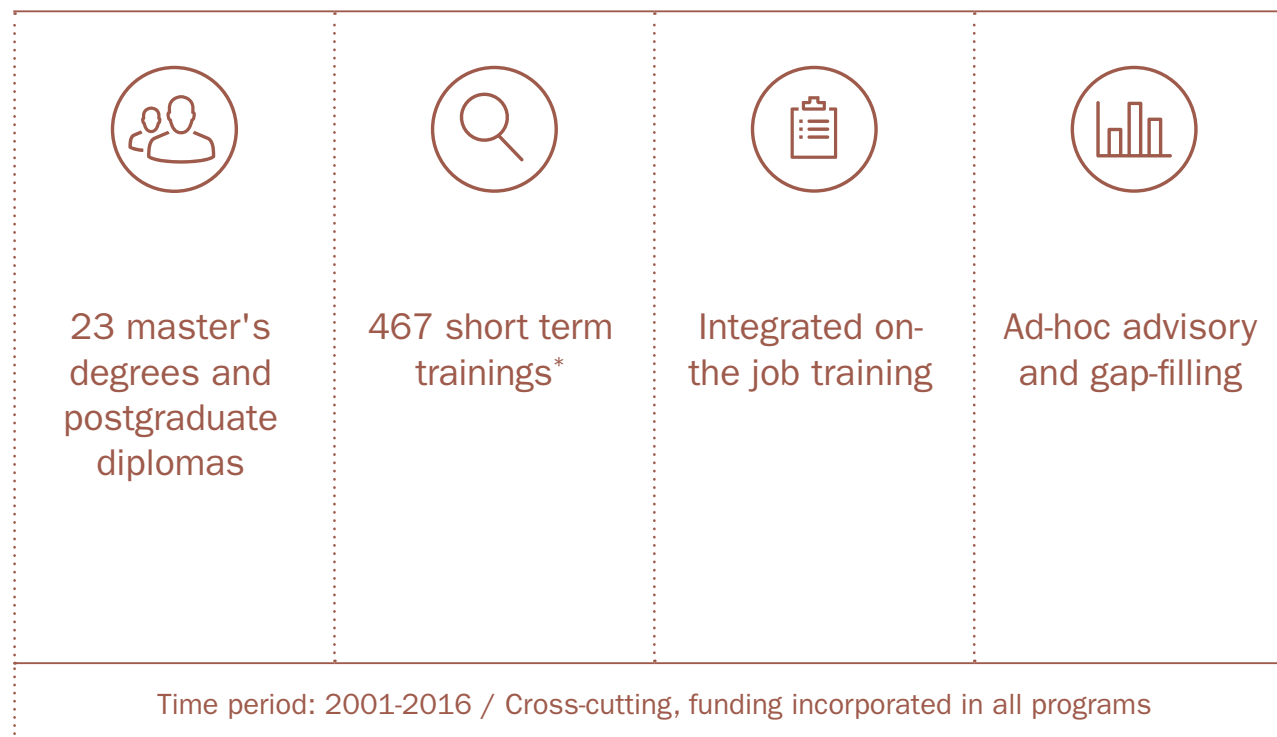 23 master's
degrees and
postgraduate
diplomas
467 short term
trainings*
Integrated on-
the job training
Ad-hoc advisory
and gap-filling
Time period: 2001-2016 / Cross-cutting, funding incorporated in all programs